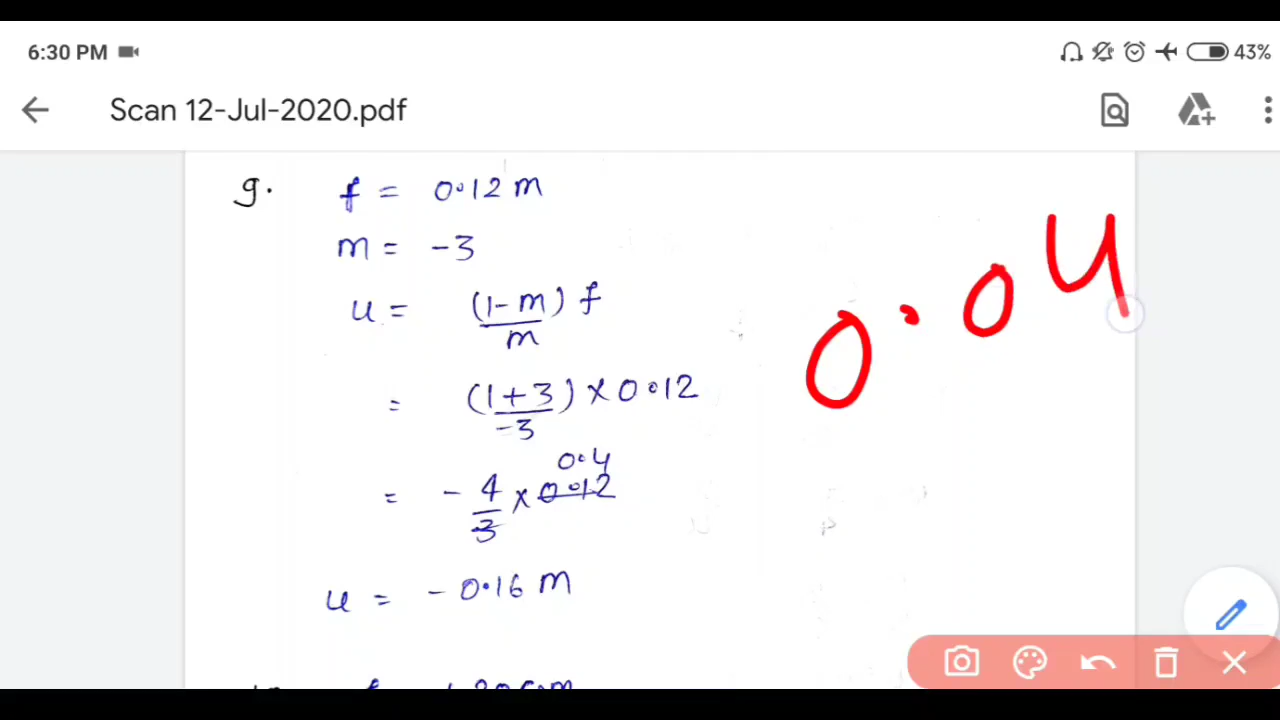 6:30 PM 43%
Scan 12-Jul-2020.pdf
9. f = 0.12 m
m = -3
u = (1-m) f
m
= (1+3) × 0.12
-3
0.4
= - 4 × 0.12
3
u = - 0.16 m
0.04